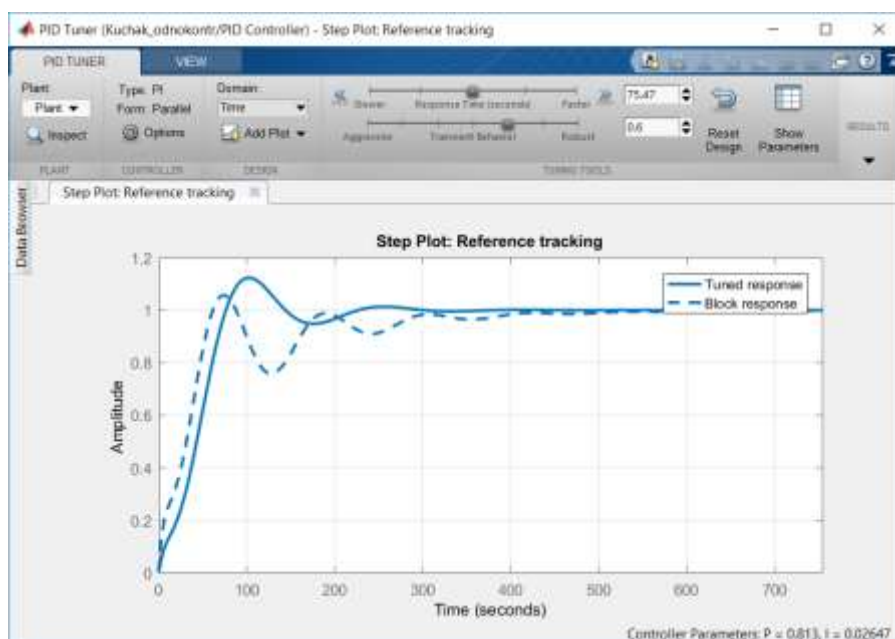 PID Tuner (Kuchak_odnokontr/PID Controller) - Step Plot: Reference tracking
PID TUNER VIEW
Plant: Type: PI Domain:
Plant Form: Parallel Time Slower Response Time (seconds) Faster 75.47
Inspect Options Add Plot Aggressive Transient Behavior Robust 0.6 Reset Design Show Parameters RESULTS
PLANT CONTROLLER DESIGN TUNING TOOLS
Data Browser
Step Plot: Reference tracking
Step Plot: Reference tracking
Tuned response
Block response
Amplitude
1.2
1
0.8
0.6
0.4
0.2
0
0 100 200 300 400 500 600 700
Time (seconds)
Controller Parameters: P = 0.813, I = 0.02647